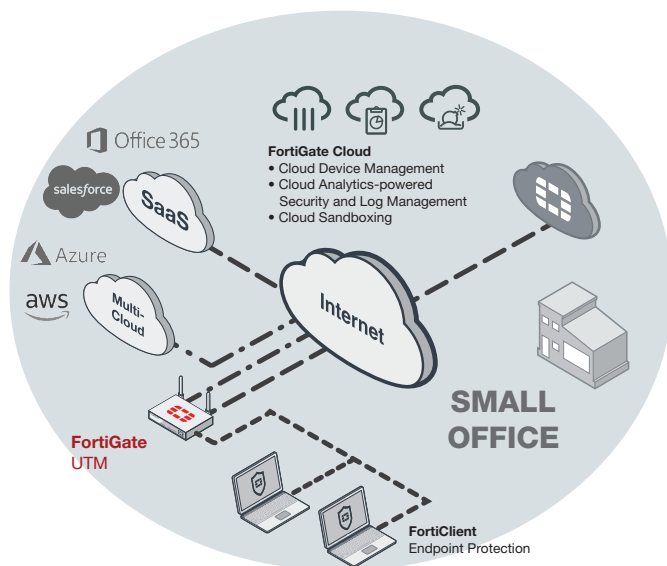 Office 365
salesforce
SaaS
Azure
aws
Multi-
Cloud
FortiGate Cloud
• Cloud Device Management
• Cloud Analytics-powered
Security and Log Management
• Cloud Sandboxing
Internet
SMALL
OFFICE
FortiGate
UTM
FortiClient
Endpoint Protection